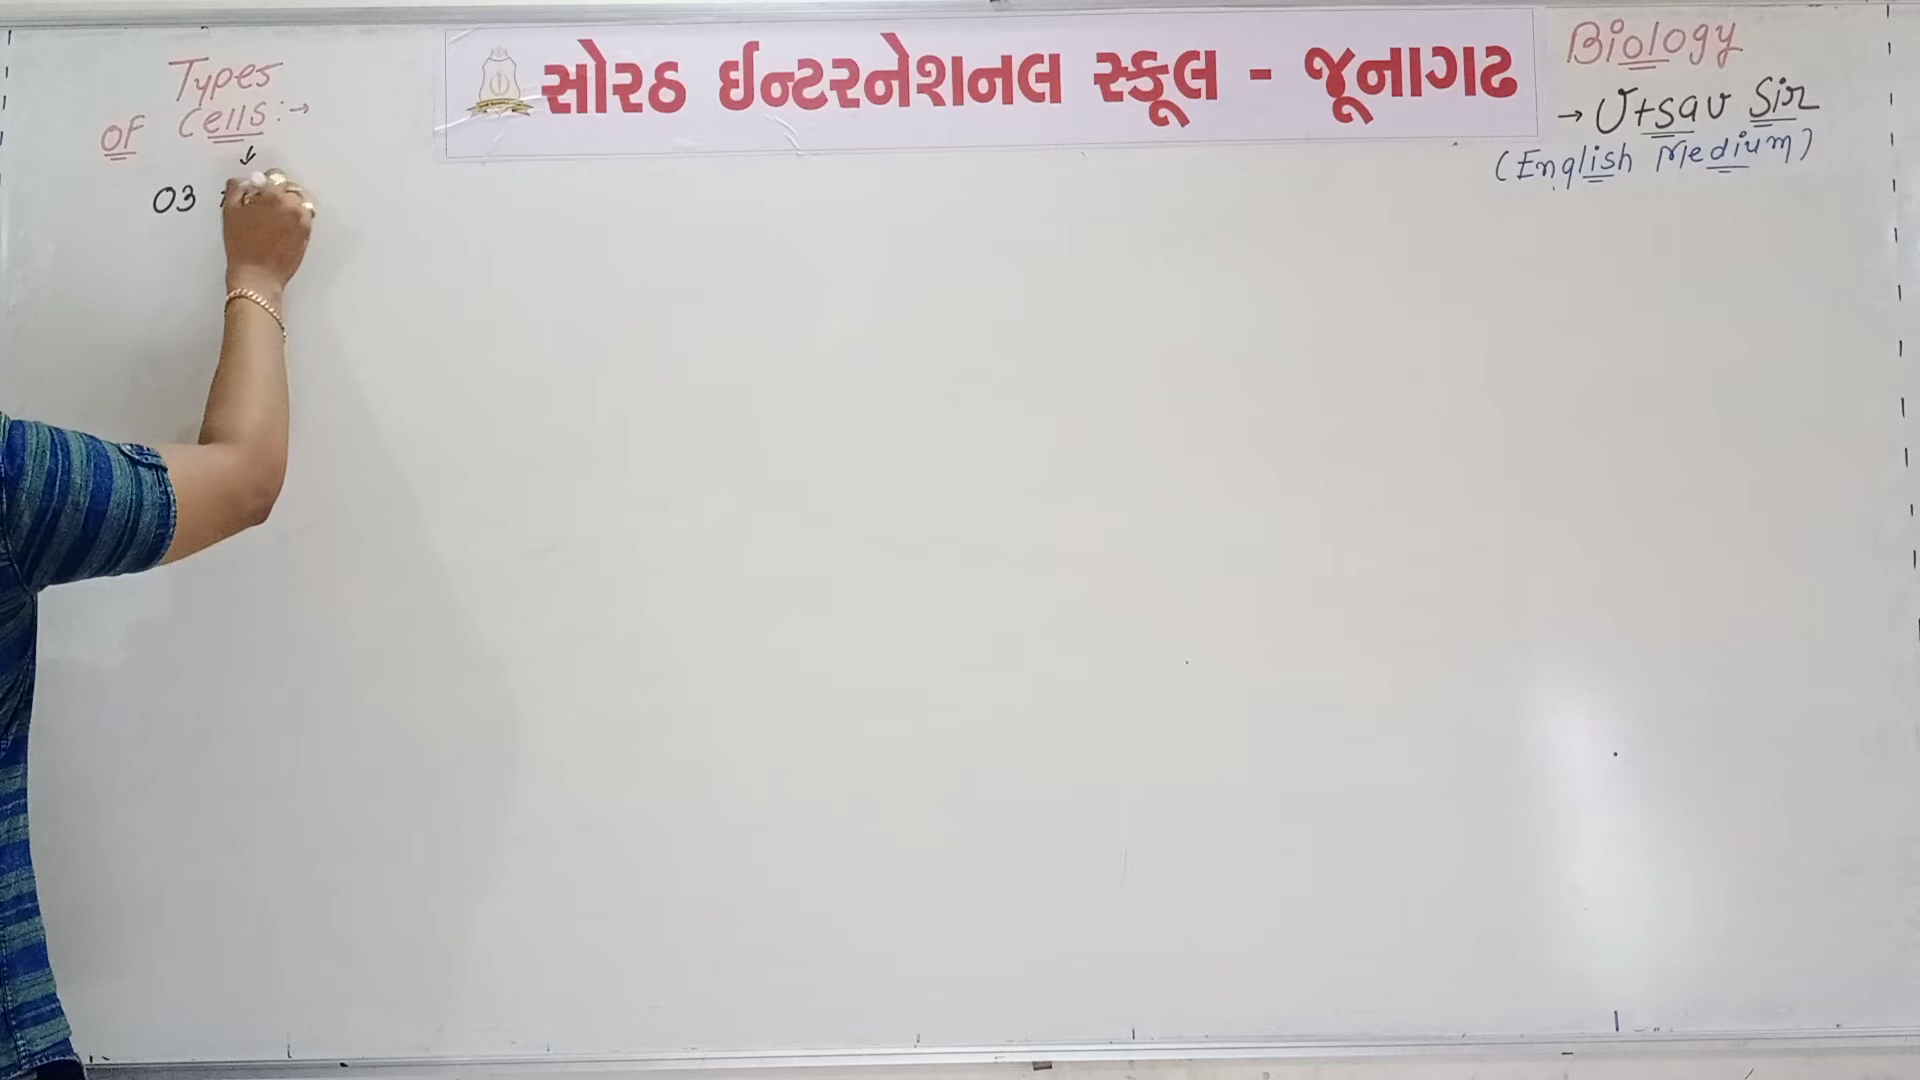 Types
OF Cells:→
↓
03
સોરઠ ઈન્ટરનેશનલ સ્કૂલ - જૂનાગઢ
Biology
→ Utsav Sir
(English Medium)